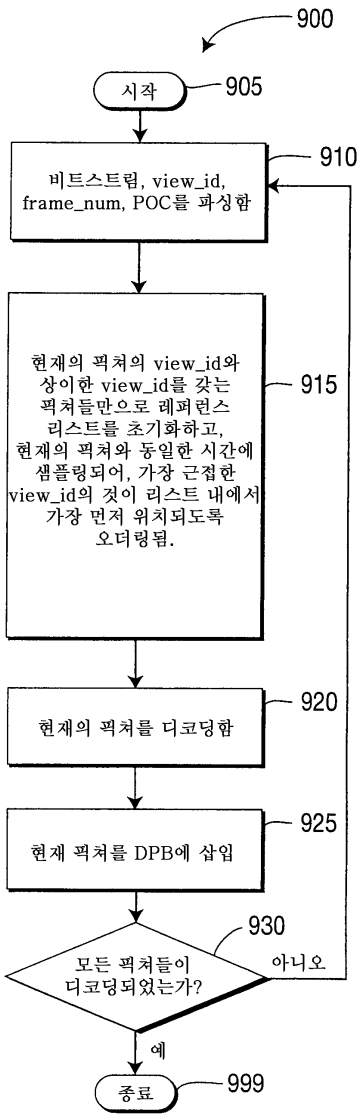 900
시작
905
비트스트림, view_id,
frame_num, POC를 파싱함
910
현재의 픽쳐의 view_id와
상이한 view_id를 갖는
픽쳐들만으로 레퍼런스
리스트를 초기화하고,
현재의 픽쳐와 동일한 시간에
샘플링되어, 가장 근접한
view_id의 것이 리스트 내에서
가장 먼저 위치되도록
오더링됨.
915
현재의 픽쳐를 디코딩함
920
현재 픽쳐를 DPB에 삽입
925
모든 픽쳐들이
디코딩되었는가?
930
아니오
예
종료
999